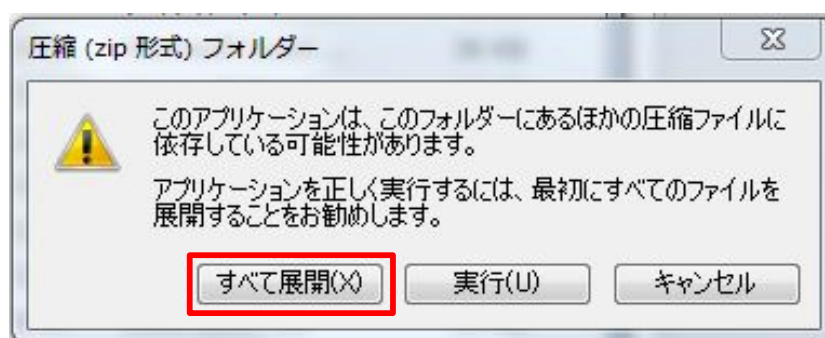 圧縮 (zip 形式) フォルダー
このアプリケーションは、このフォルダーにあるほかの圧縮ファイルに
依存している可能性があります。
アプリケーションを正しく実行するには、最初にすべてのファイルを
展開することをお勧めします。
すべて展開(X) 実行(U) キャンセル